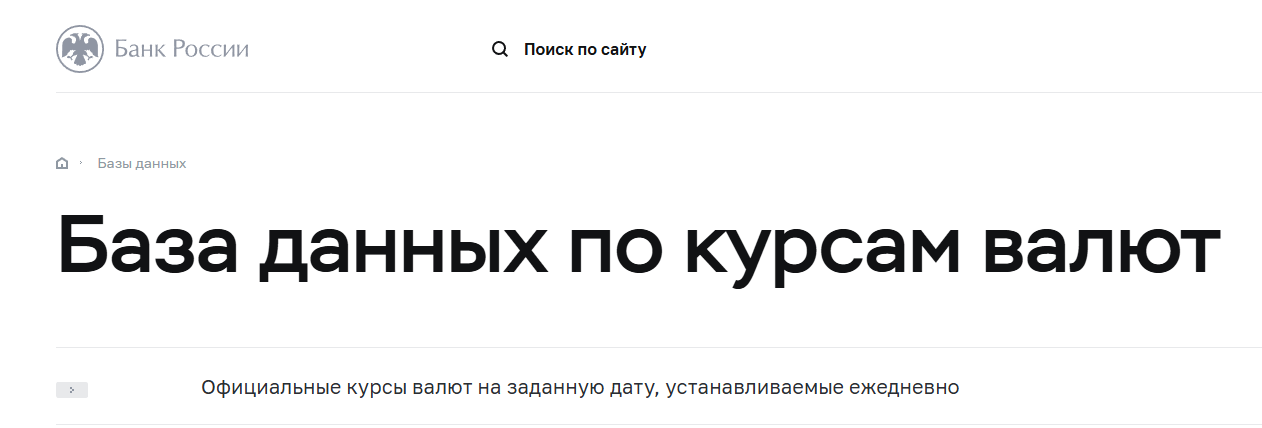 Банк России
Поиск по сайту
Базы данных
База данных по курсам валют
Официальные курсы валют на заданную дату, устанавливаемые ежедневно